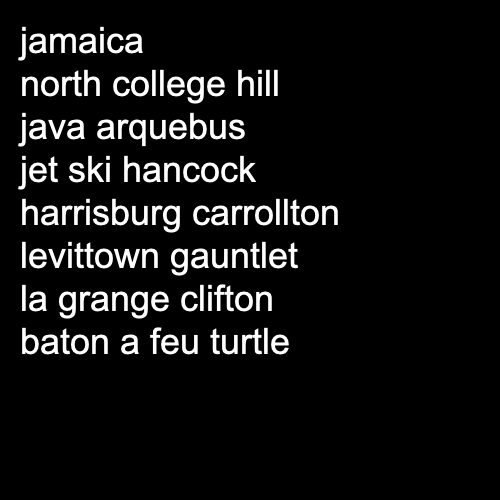 jamaica
north college hill
java arquebus
jet ski hancock
harrisburg carrollton
levittown gauntlet
la grange clifton
baton a feu turtle